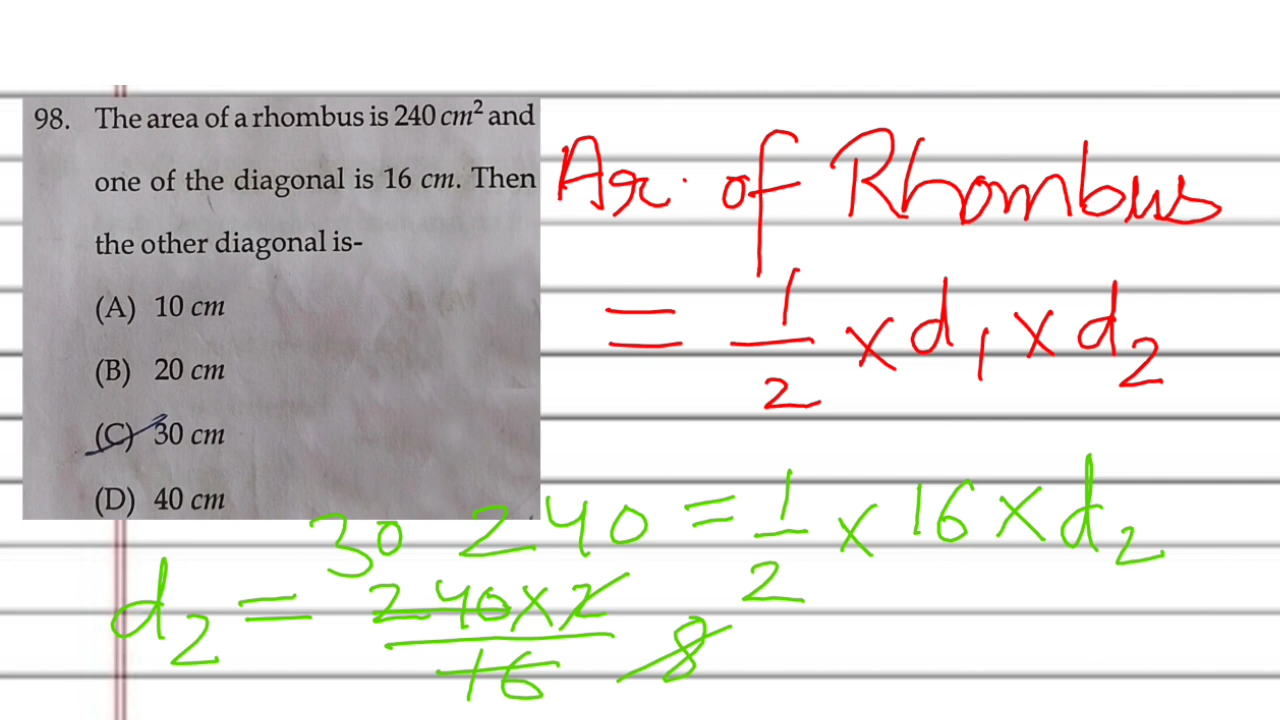 98. The area of a rhombus is 240 cm² and
one of the diagonal is 16 cm. Then
the other diagonal is-
(A) 10 cm
(B) 20 cm
(C) 30 cm
(D) 40 cm
Ar. of Rhombus
= 1/2 × d₁ × d₂
240 = 1/2 × 16 × d₂
30
d₂ = 240×2/16 8